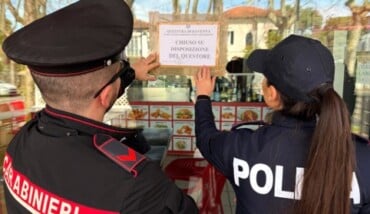 CHIUSO SU
DISPOSIZIONE
DEL QUESTORE
CARABINIERI
POLI